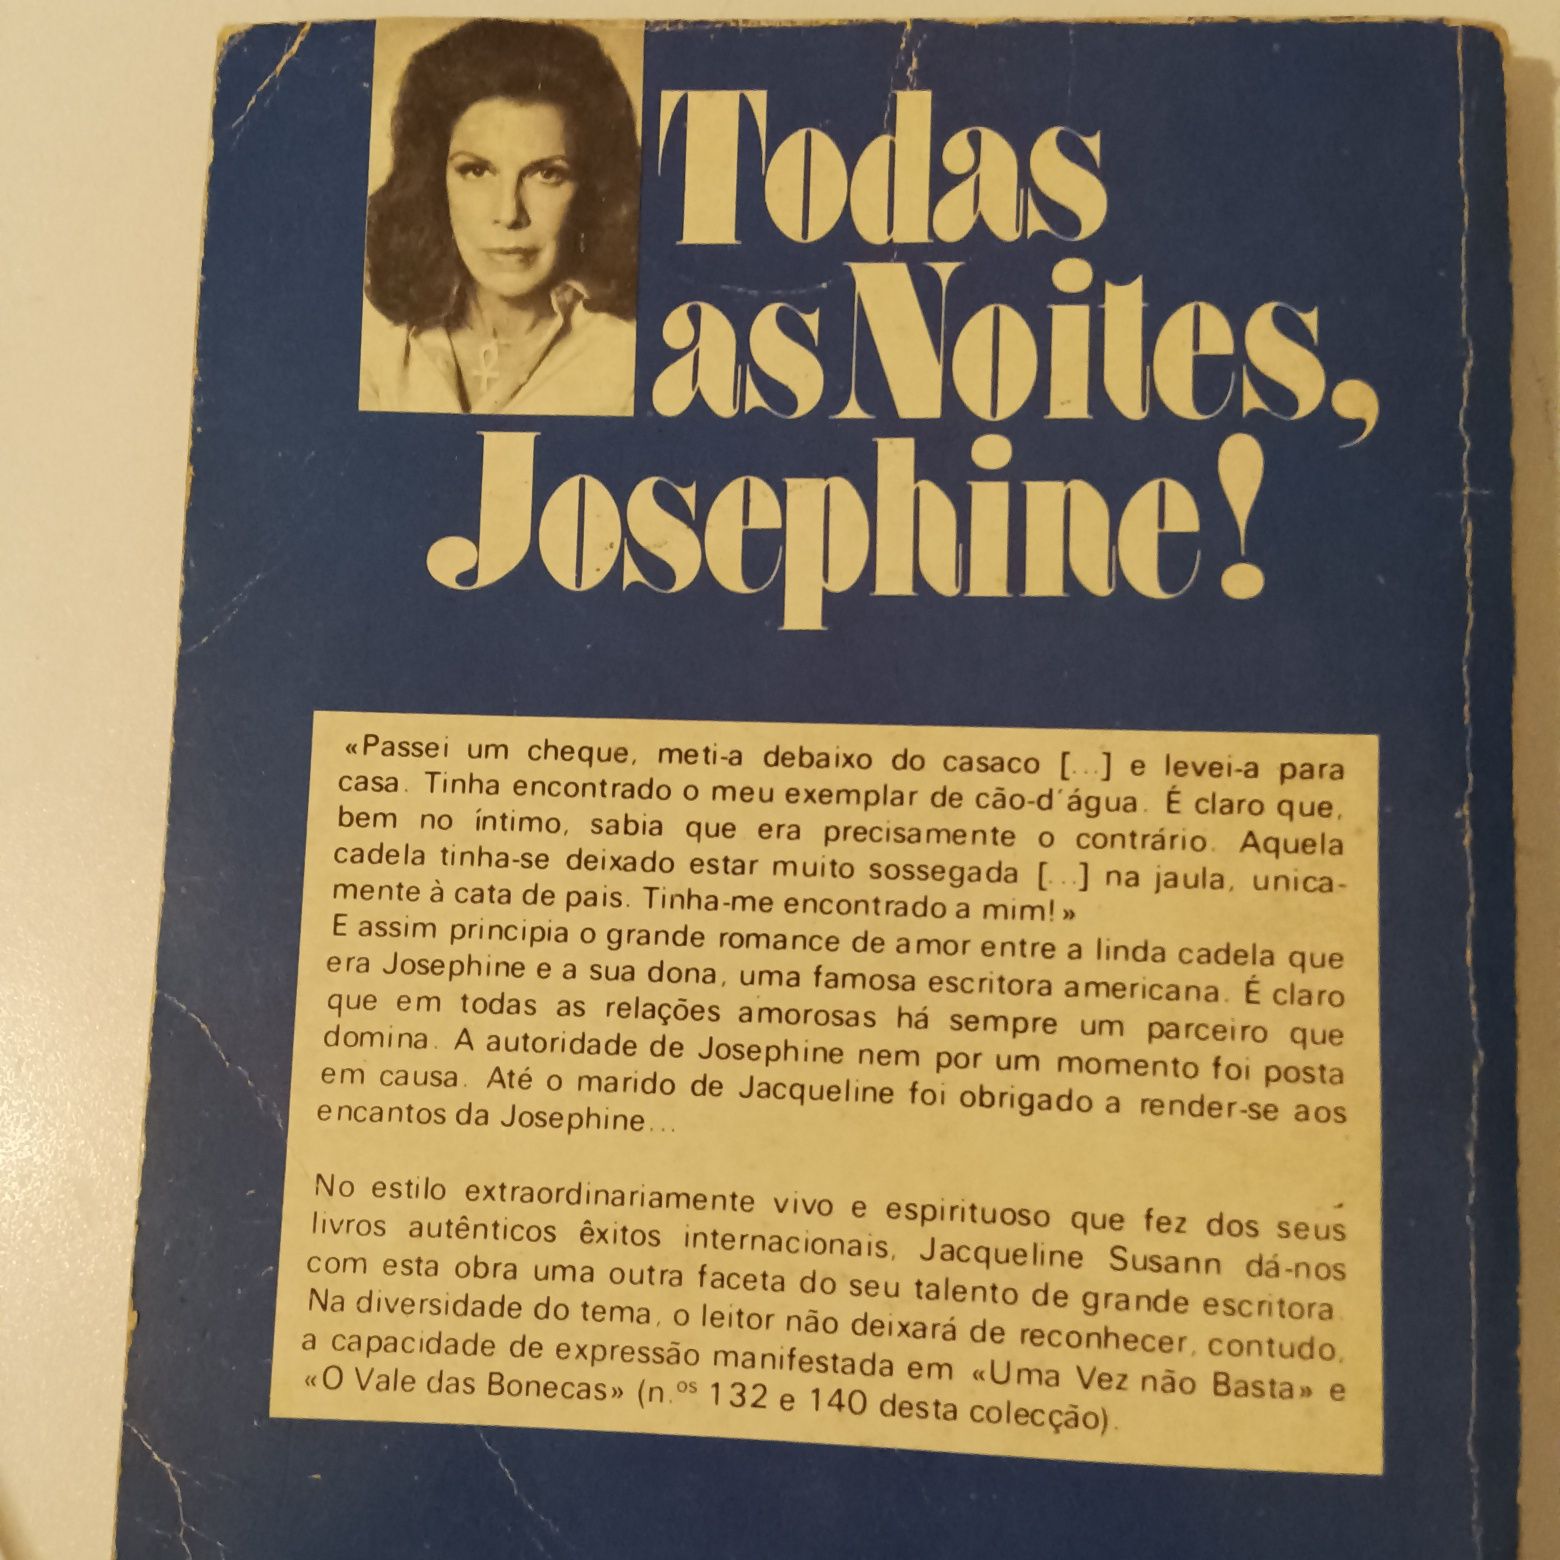 Todas
as Noites,
Josephine!
«Passei um cheque, meti-a debaixo do casaco [...] e levei-a para
casa. Tinha encontrado o meu exemplar de cão-d'água. É claro que,
bem no íntimo, sabia que era precisamente o contrário. Aquela
cadela tinha-se deixado estar muito sossegada [...] na jaula, unica-
mente à cata de pais. Tinha-me encontrado a mim!»
E assim principia o grande romance de amor entre a linda cadela que
era Josephine e a sua dona, uma famosa escritora americana. É claro
que em todas as relações amorosas há sempre um parceiro que
domina. A autoridade de Josephine nem por um momento foi posta
em causa. Até o marido de Jacqueline foi obrigado a render-se aos
encantos da Josephine...
No estilo extraordinariamente vivo e espirituoso que fez dos seus
livros autênticos êxitos internacionais, Jacqueline Susann dá-nos
com esta obra uma outra faceta do seu talento de grande escritora.
Na diversidade do tema, o leitor não deixará de reconhecer, contudo,
a capacidade de expressão manifestada em «Uma Vez não Basta» e
«O Vale das Bonecas» (n.ᵒˢ 132 e 140 desta colecção).